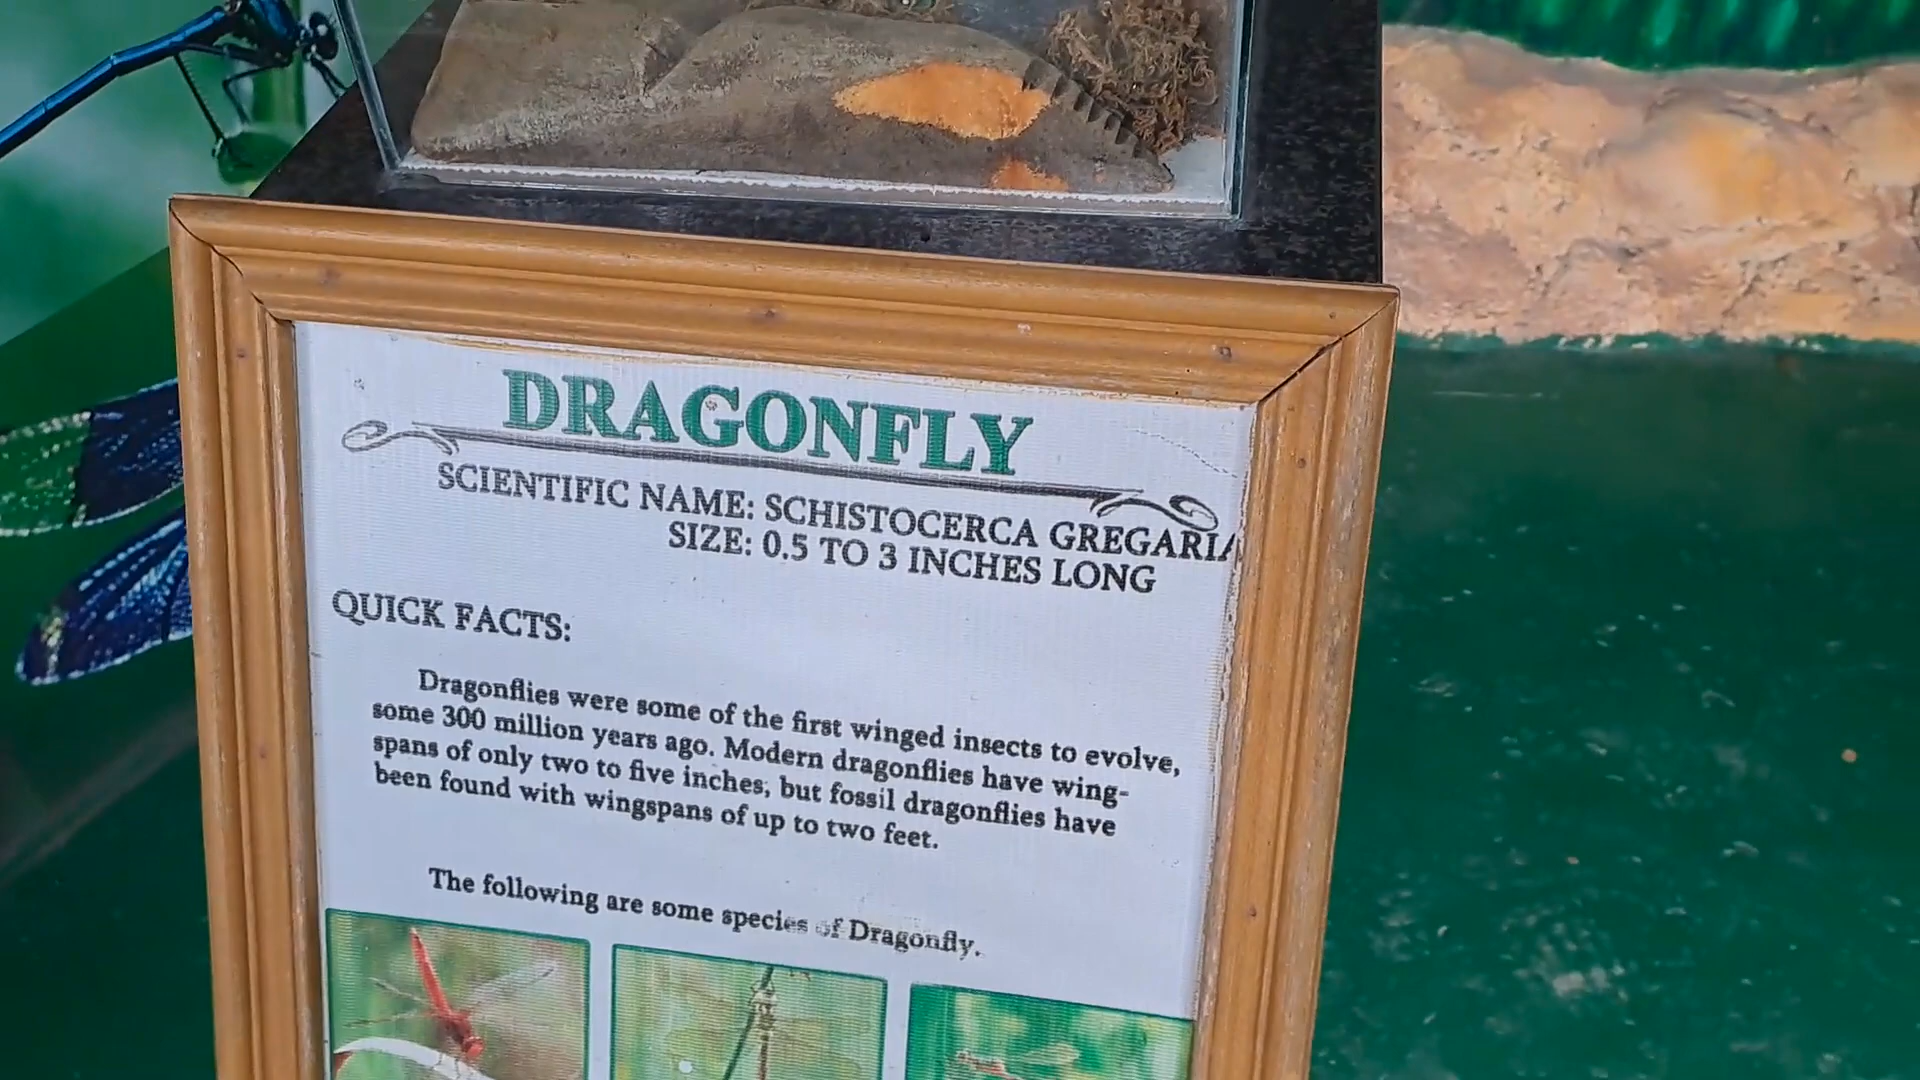 DRAGONFLY
SCIENTIFIC NAME: SCHISTOCERCA GREGARIA
SIZE: 0.5 TO 3 INCHES LONG
QUICK FACTS:
Dragonflies were some of the first winged insects to evolve,
some 300 million years ago. Modern dragonflies have wing-
spans of only two to five inches, but fossil dragonflies have
been found with wingspans of up to two feet.
The following are some species of Dragonfly.